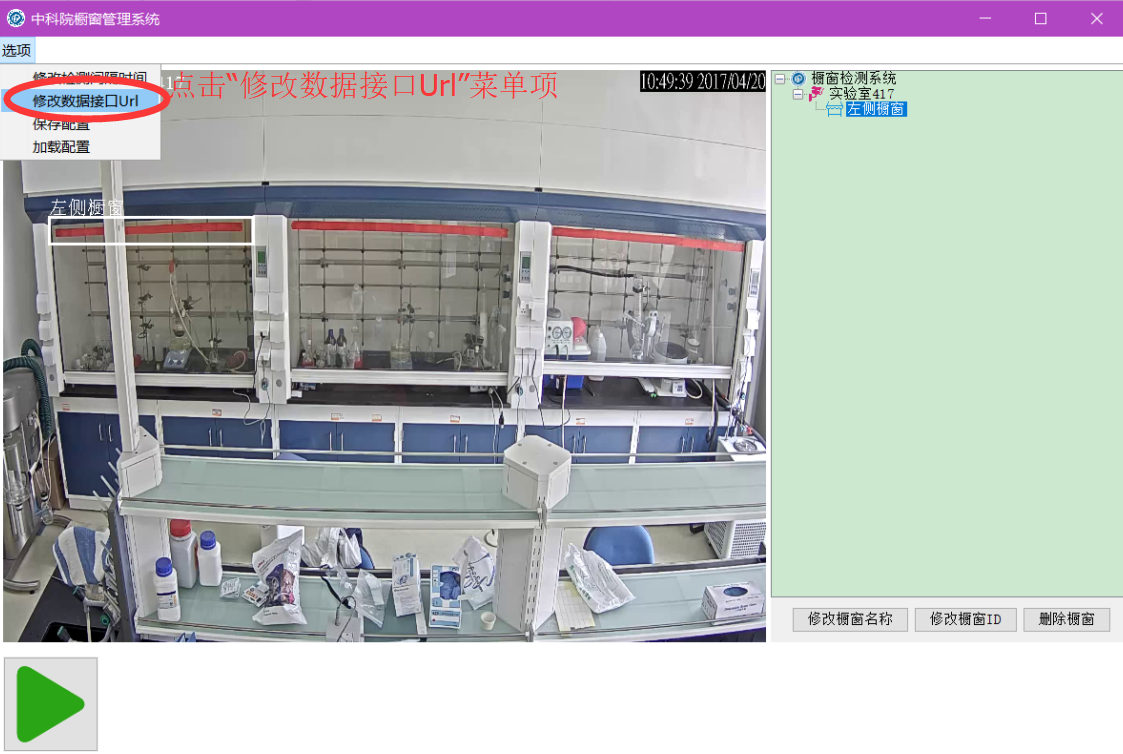 中科院橱窗管理系统
选项
修改检测间隔时间
点击“修改数据接口Url”菜单项
修改数据接口Url
保存配置
加载配置
10:49:39 2017/04/20
橱窗检测系统
实验室417
左侧橱窗
左侧橱窗
修改橱窗名称
修改橱窗ID
删除橱窗